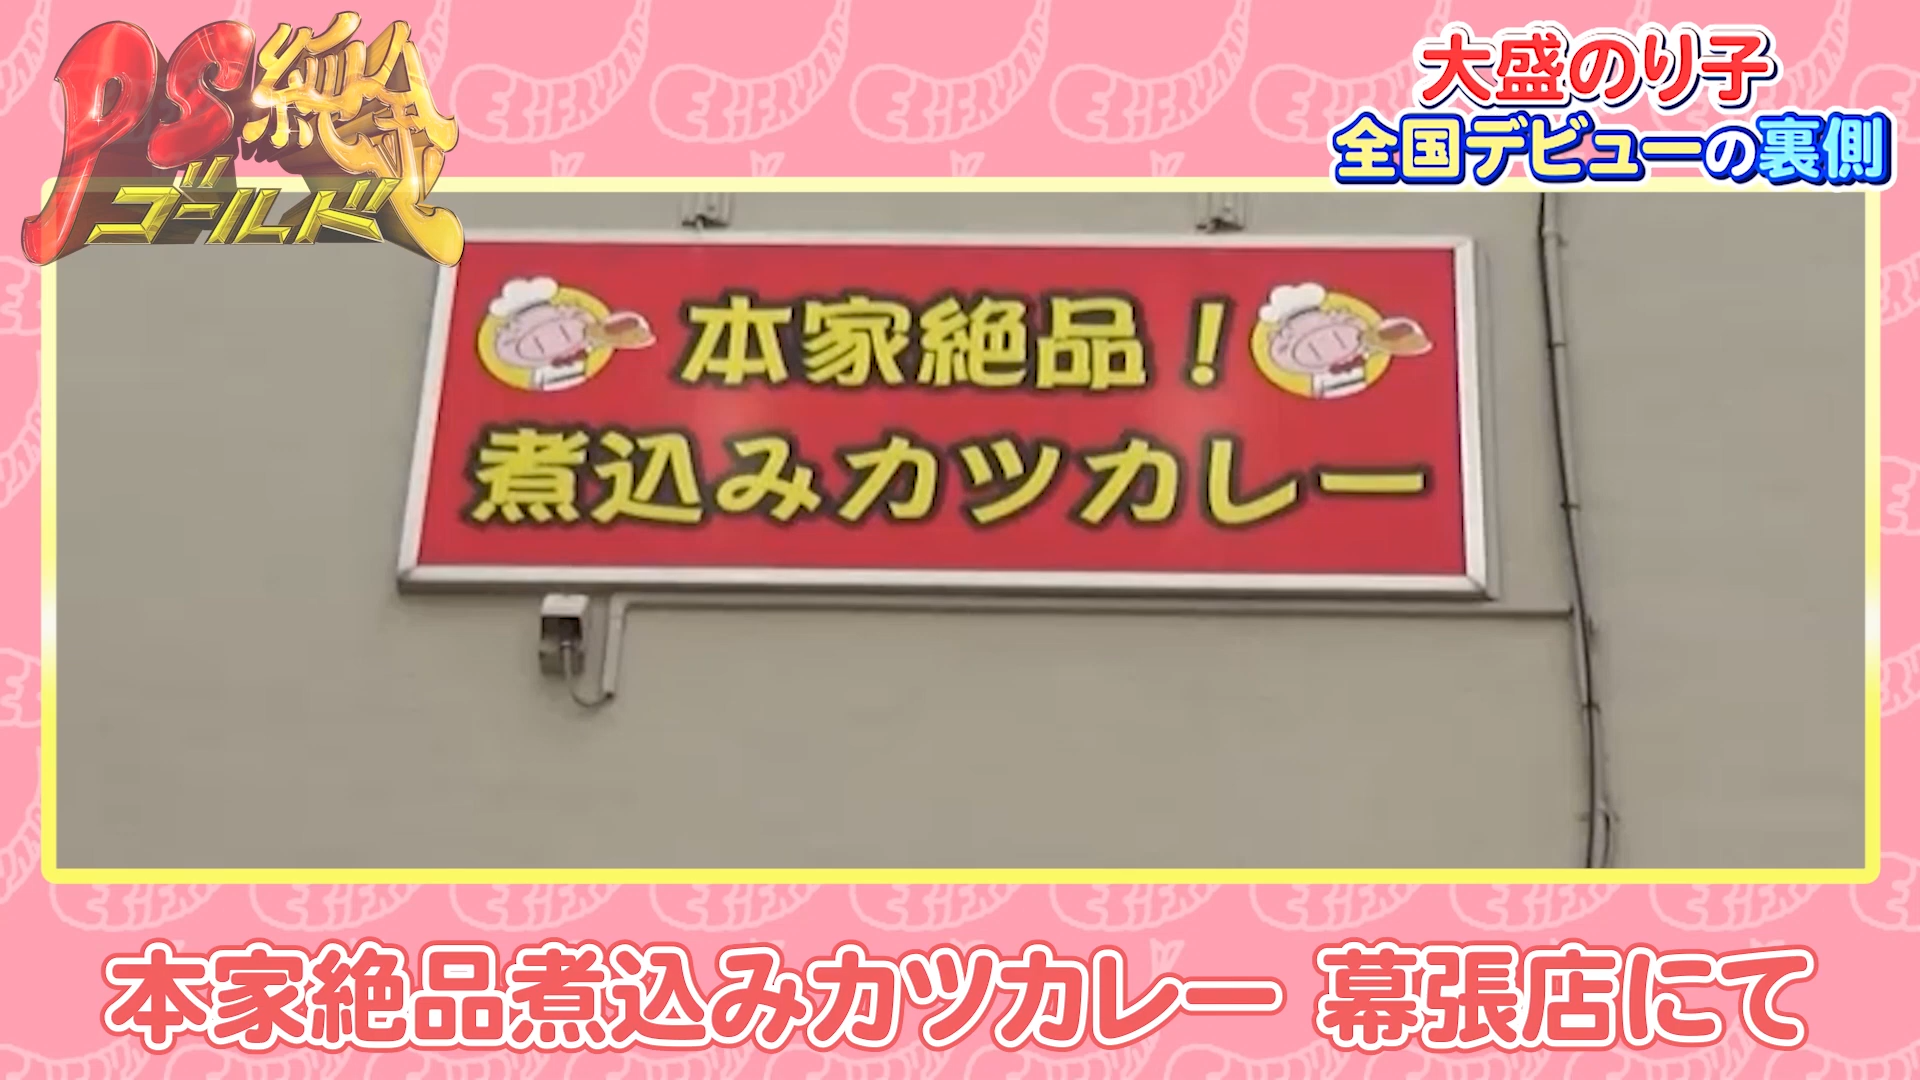 PS純金
ゴールド
大盛のり子
全国デビューの裏側
本家絶品！
煮込みカツカレー
本家絶品煮込みカツカレー 幕張店にて